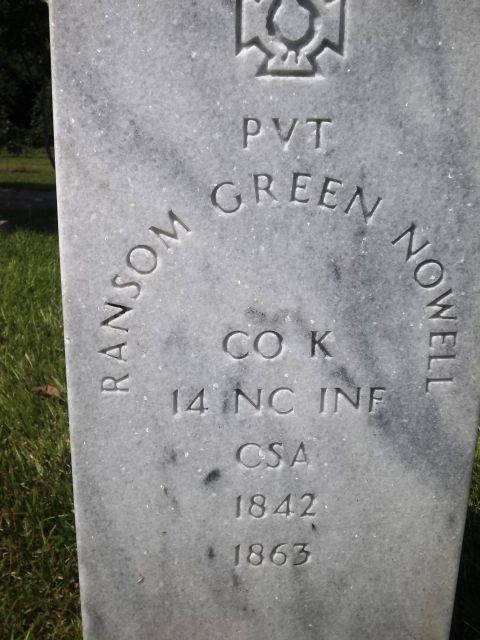 PVT
RANSOM GREEN NOWELL
CO K
14 NC INF
CSA
1842
1863